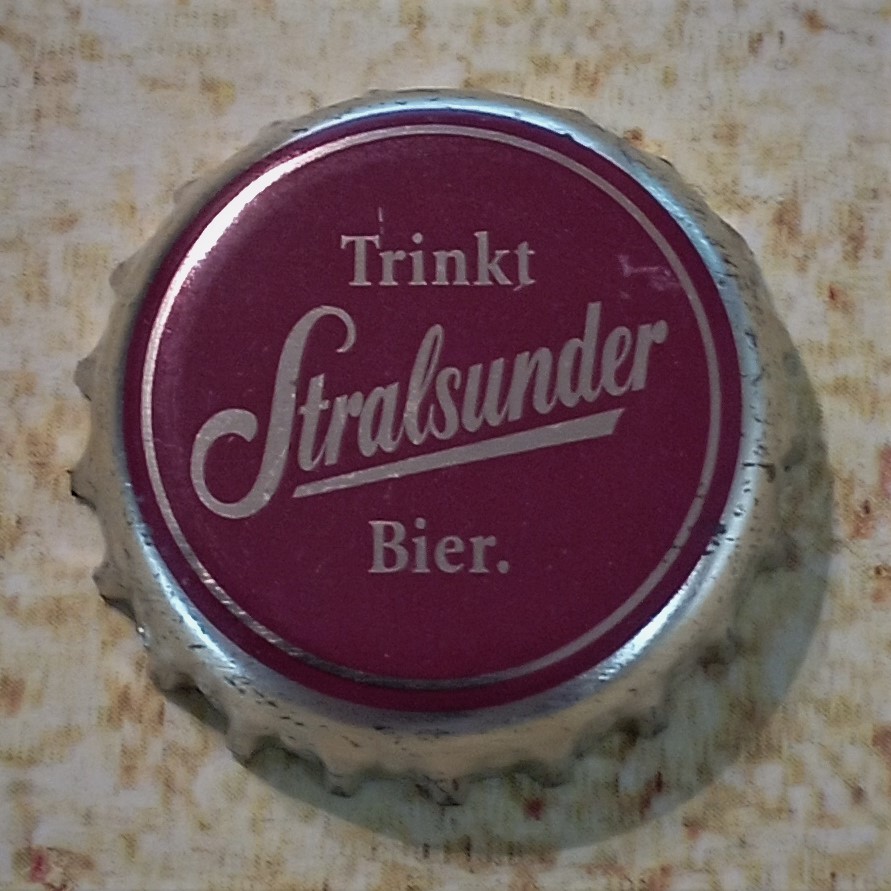 Trinkt
Stralsunder
Bier.